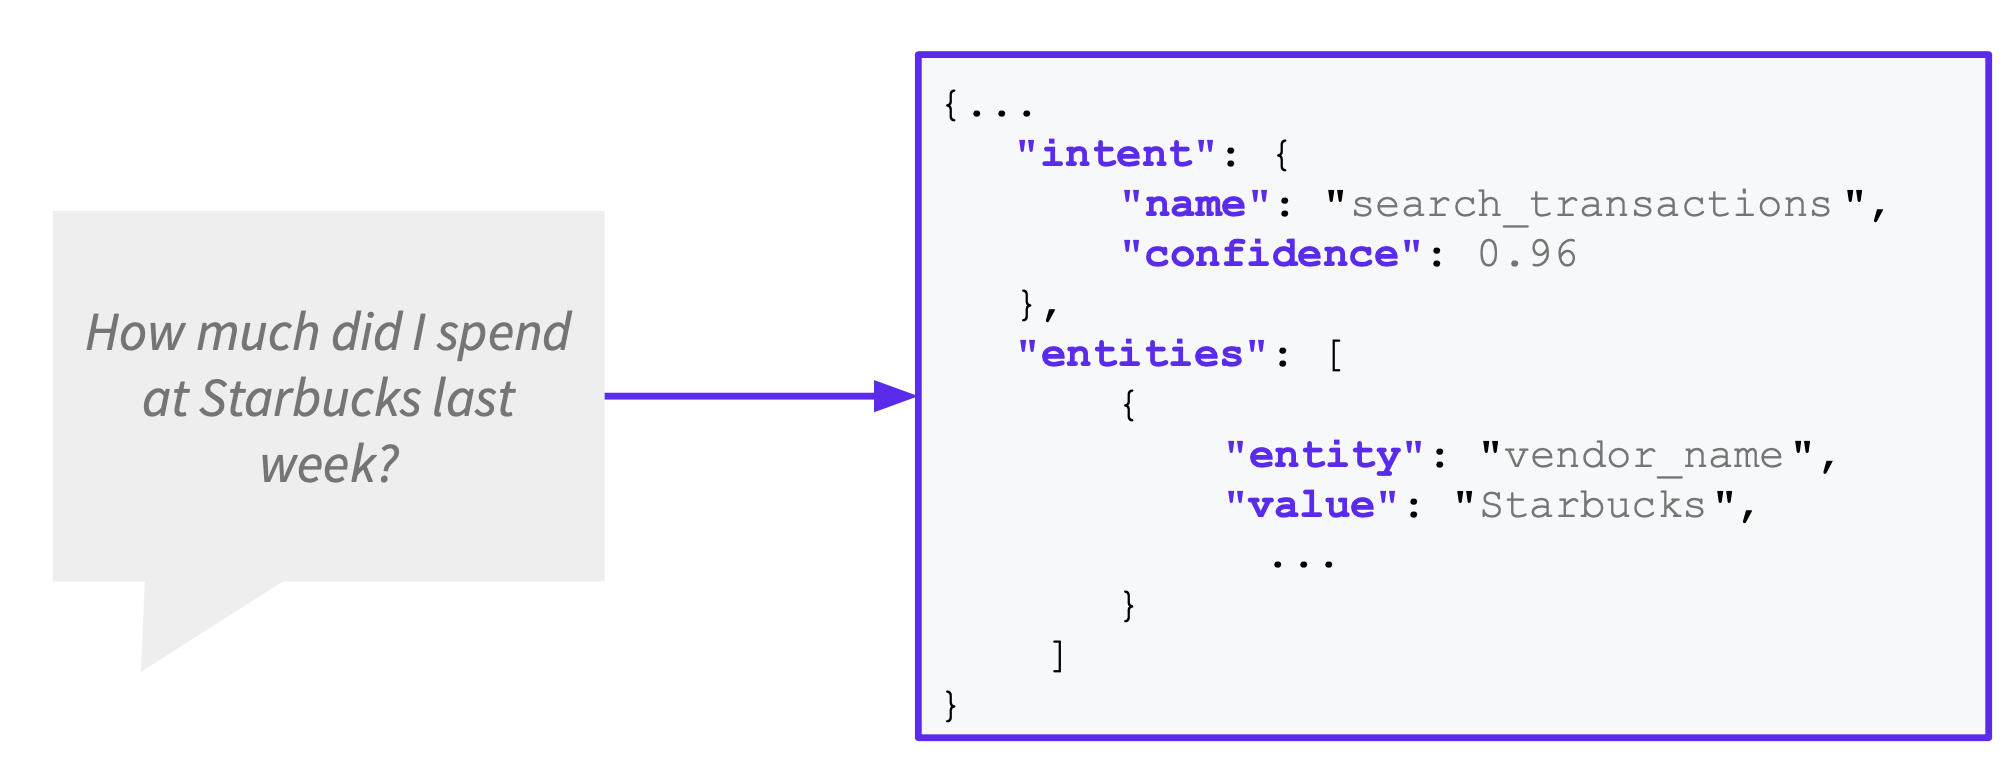 How much did I spend
at Starbucks last
week?
{...
"intent": {
"name": "search_transactions",
"confidence": 0.96
},
"entities": [
{
"entity": "vendor_name",
"value": "Starbucks",
...
}
]
}